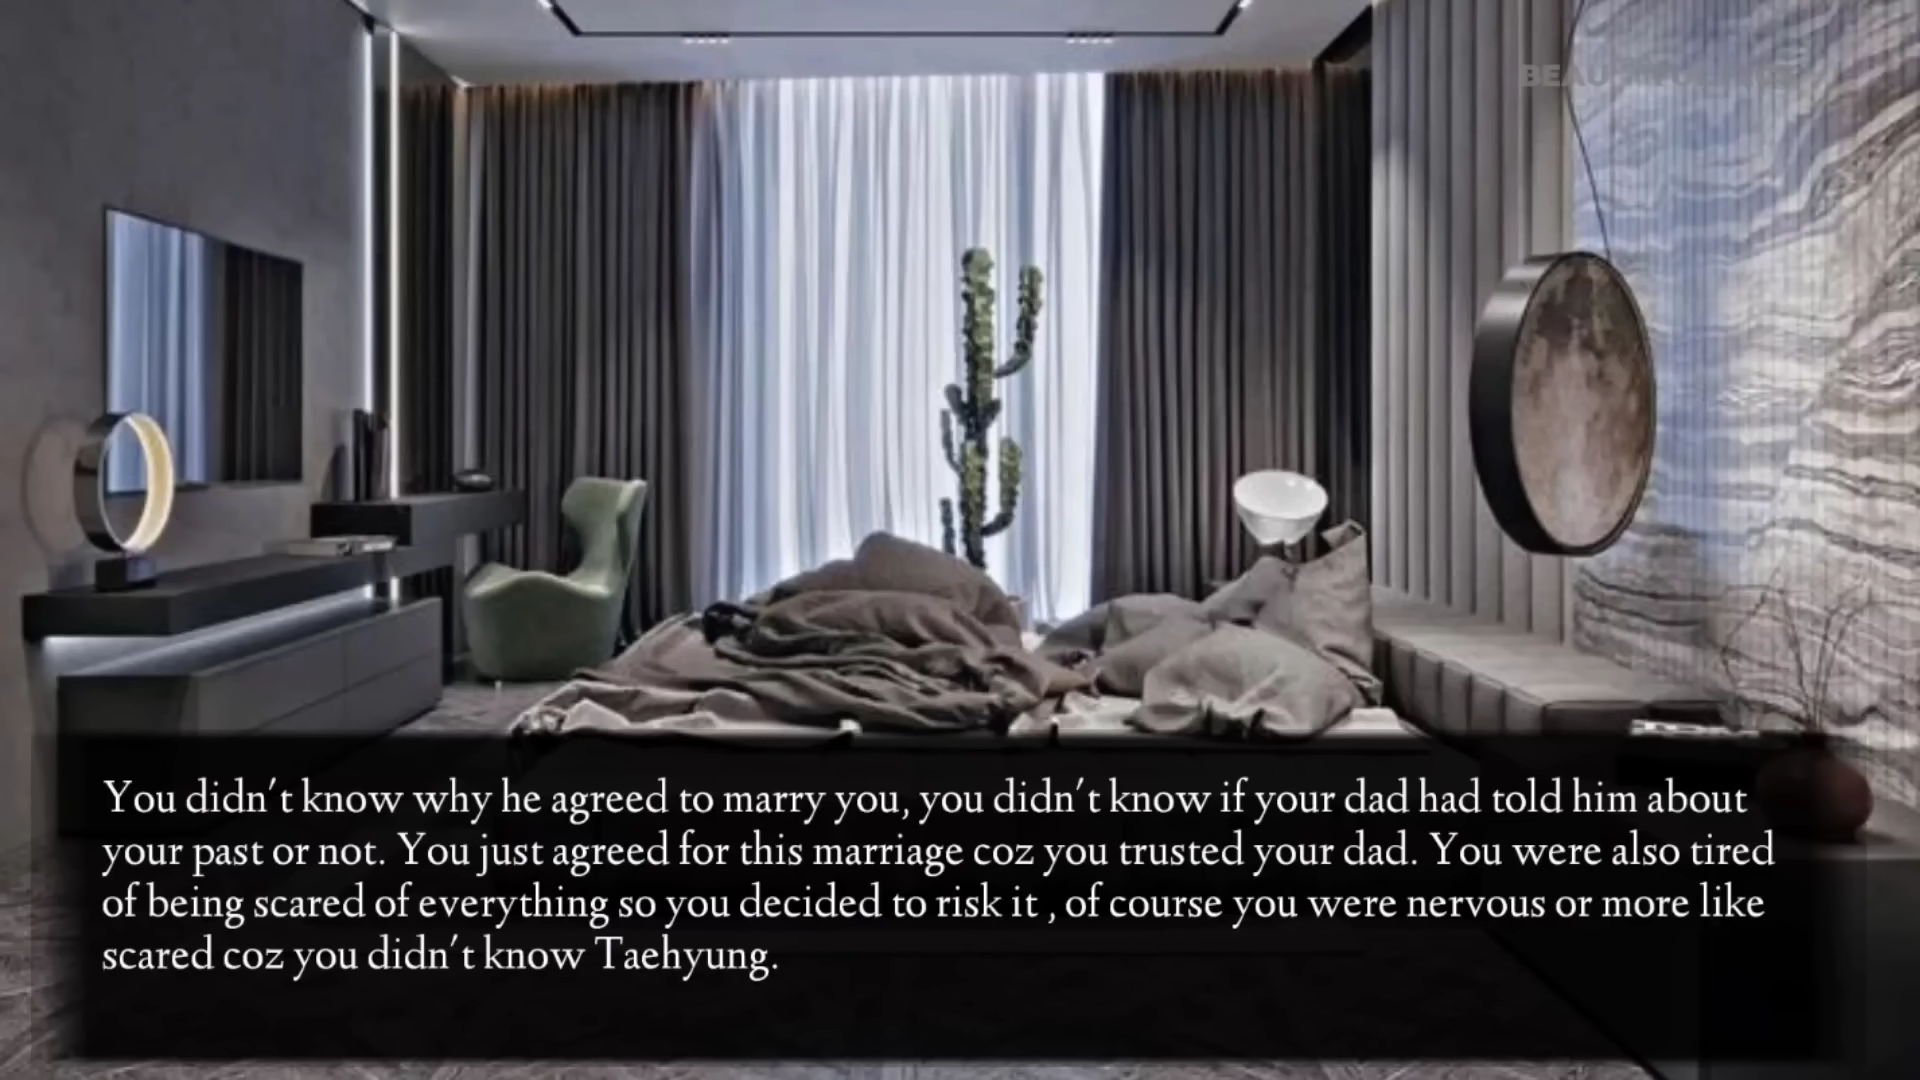 You didn't know why he agreed to marry you, you didn't know if your dad had told him about
your past or not. You just agreed for this marriage coz you trusted your dad. You were also tired
of being scared of everything so you decided to risk it , of course you were nervous or more like
scared coz you didn't know Taehyung.